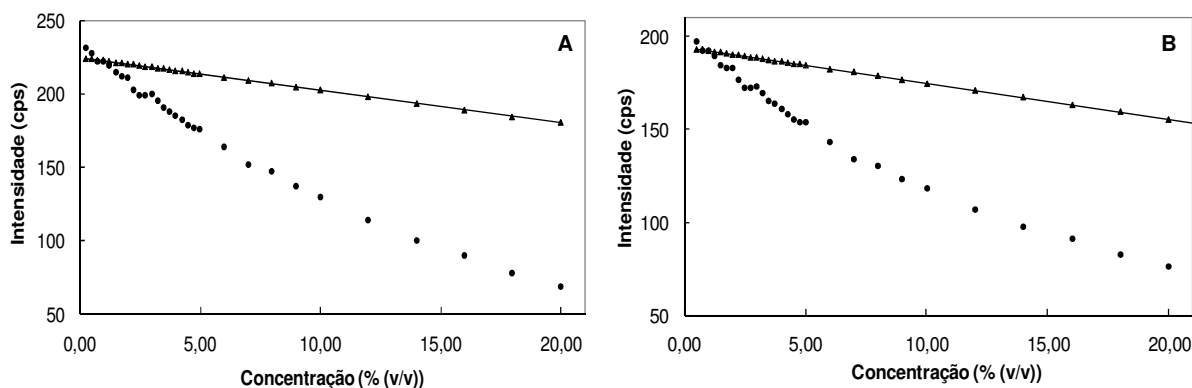 250
200
150
100
50
Intensidade (cps)
A
0,00 5,00 10,00 15,00 20,00
Concentração (% (v/v))
200
150
100
50
Intensidade (cps)
B
0,00 5,00 10,00 15,00 20,00
Concentração (% (v/v))